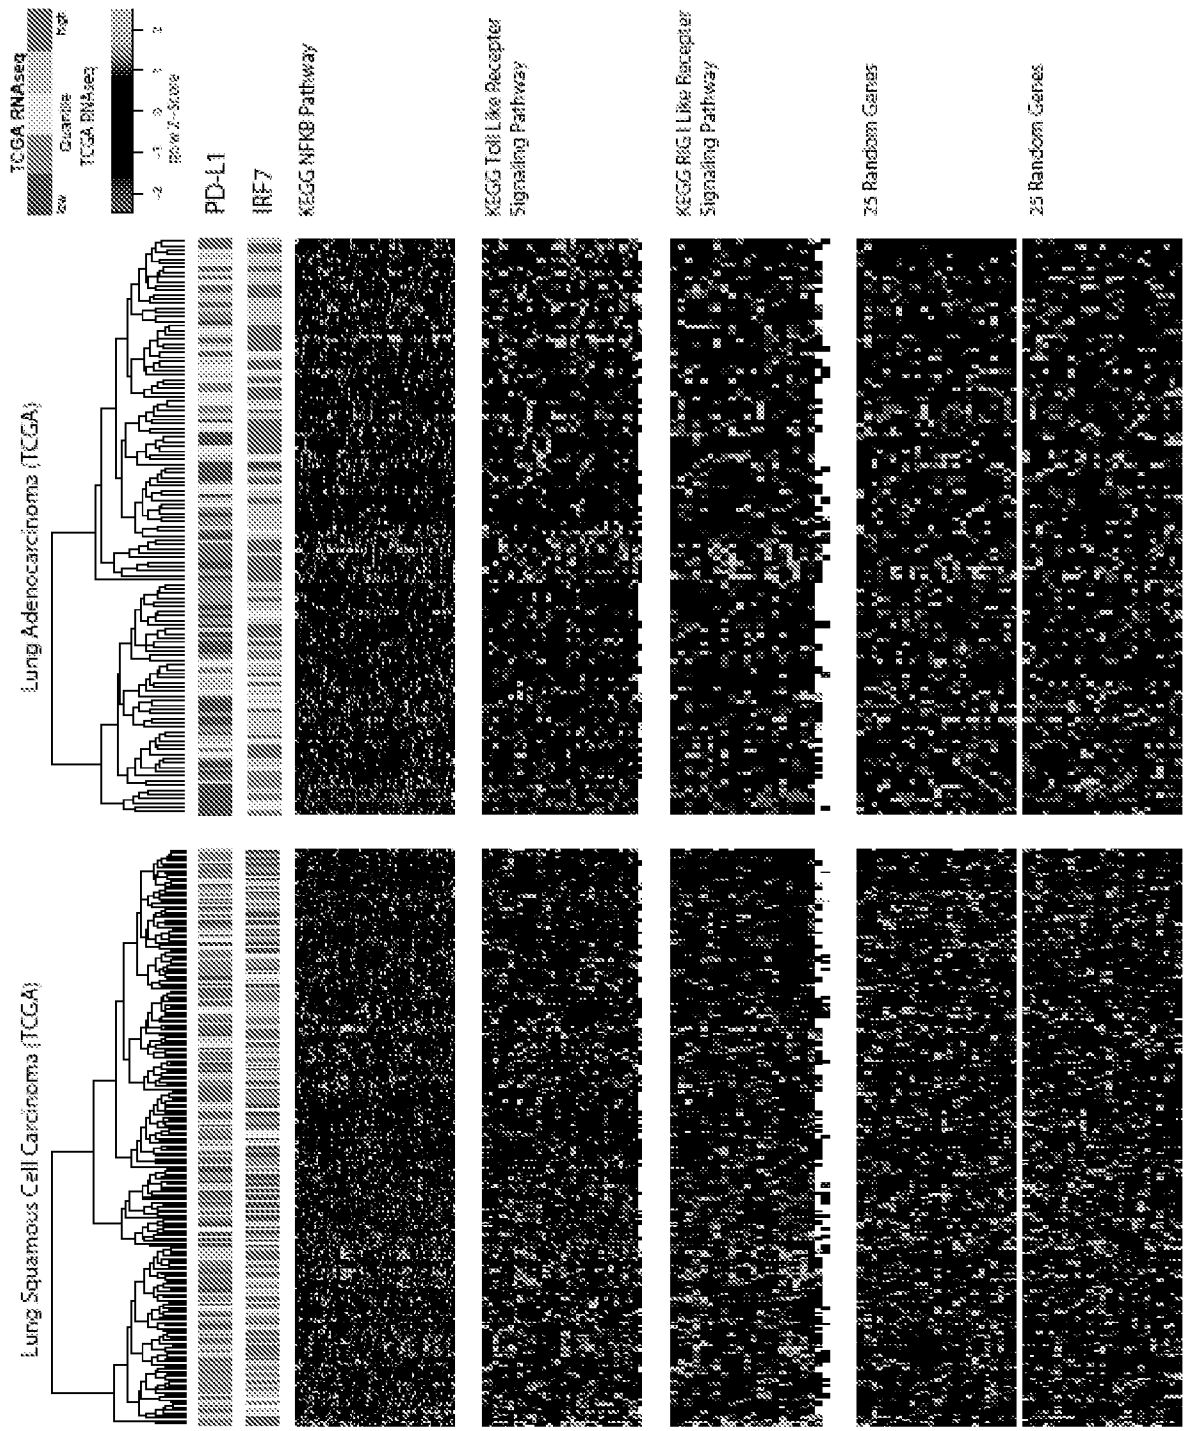 Lung Squamous Cell Carcinoma (TCGA)
Lung Adenocarcinoma (TCGA)
TCGA RNAseq
low
Quantile
high
TCGA RNAseq
-2
-1
0
1
2
Row Z-Score
PD-L1
IRF7
KEGG NFKB Pathway
KEGG Toll Like Recepter
Signaling Pathway
KEGG RIG I Like Recepter
Signaling Pathway
25 Random Genes
25 Random Genes